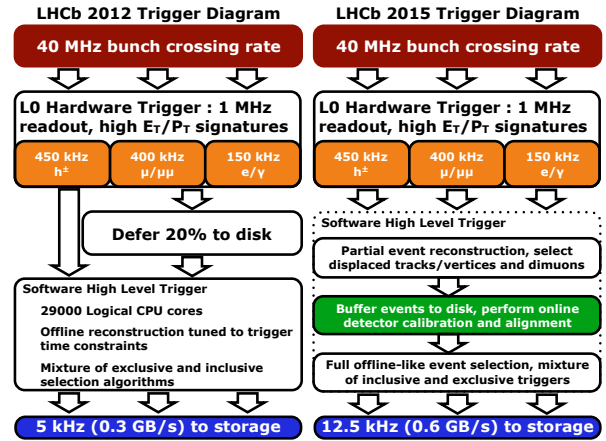 LHCb 2012 Trigger Diagram
40 MHz bunch crossing rate
L0 Hardware Trigger : 1 MHz
readout, high E_T/P_T signatures
450 kHz
h±
400 kHz
μ/μμ
150 kHz
e/γ
Defer 20% to disk
Software High Level Trigger
29000 Logical CPU cores
Offline reconstruction tuned to trigger
time constraints
Mixture of exclusive and inclusive
selection algorithms
5 kHz (0.3 GB/s) to storage
LHCb 2015 Trigger Diagram
40 MHz bunch crossing rate
L0 Hardware Trigger : 1 MHz
readout, high E_T/P_T signatures
450 kHz
h±
400 kHz
μ/μμ
150 kHz
e/γ
Software High Level Trigger
Partial event reconstruction, select
displaced tracks/vertices and dimuons
Buffer events to disk, perform online
detector calibration and alignment
Full offline-like event selection, mixture
of inclusive and exclusive triggers
12.5 kHz (0.6 GB/s) to storage